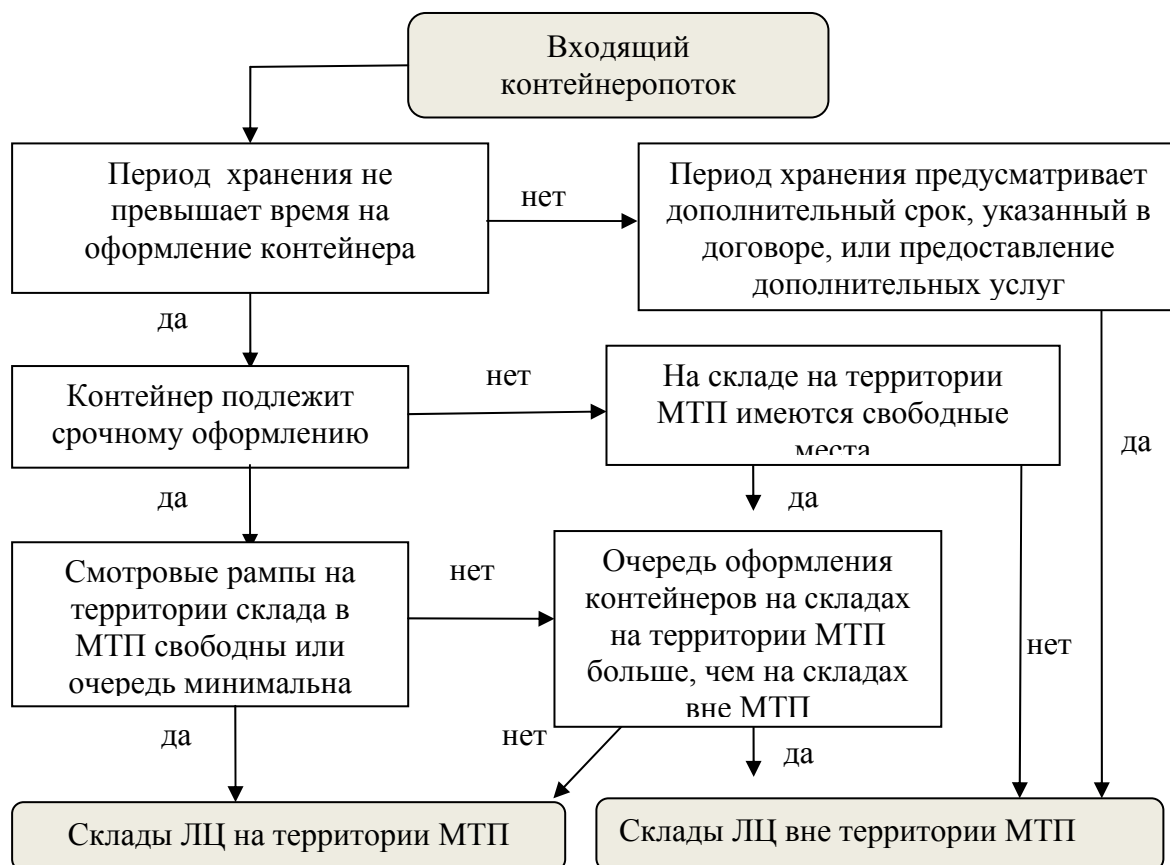 Входящий
контейнеропоток
Период хранения не
превышает время на
оформление контейнера
нет
Период хранения предусматривает
дополнительный срок, указанный в
договоре, или предоставление
дополнительных услуг
да
да
Контейнер подлежит
срочному оформлению
нет
На складе на территории
МТП имеются свободные
места
да
да
нет
Смотровые рампы на
территории склада в
МТП свободны или
очередь минимальна
нет
Очередь оформления
контейнеров на складах
на территории МТП
больше, чем на складах
вне МТП
да
нет
да
Склады ЛЦ на территории МТП
Склады ЛЦ вне территории МТП